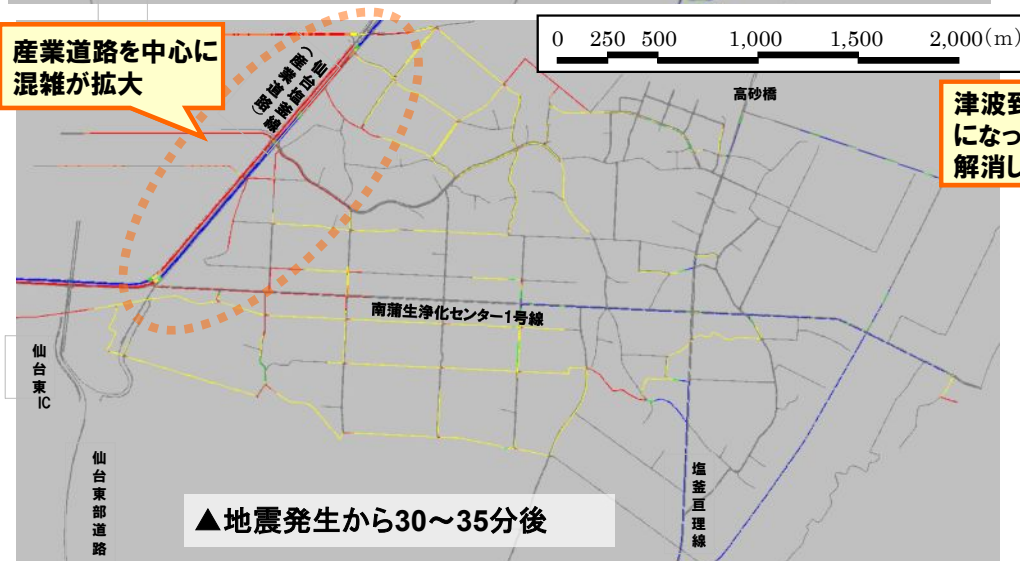 産業道路を中心に
混雑が拡大
0 250 500 1,000 1,500 2,000(m)
仙台塩釜線
(産業道路)
高砂橋
津波到
になっ
解消し
南蒲生浄化センター1号線
仙台東IC
仙台東部道路
塩釜亘理線
▲地震発生から30~35分後